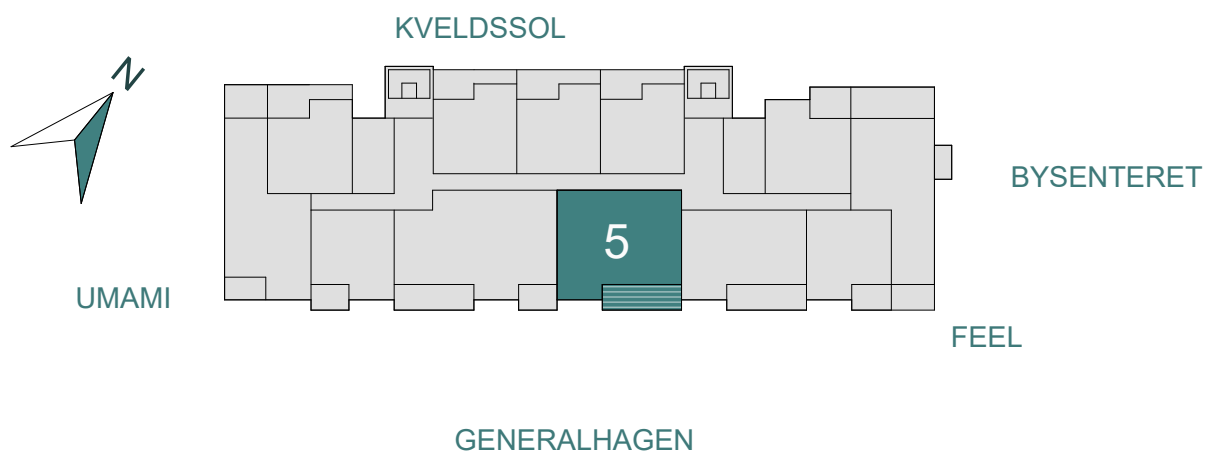 KVELDSSOL
N
BYSENTERET
5
UMAMI
FEEL
GENERALHAGEN